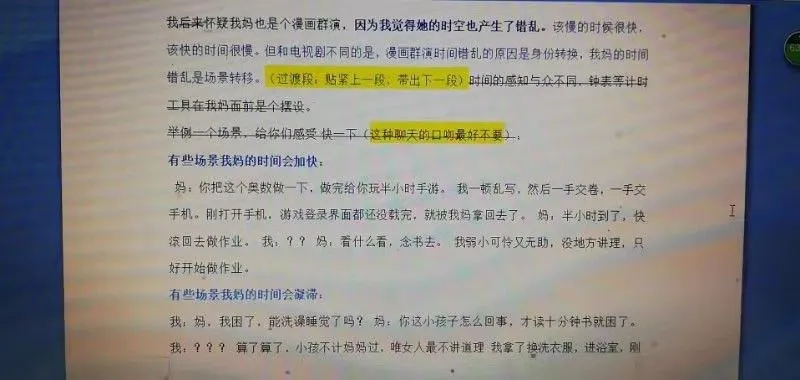 我后来怀疑我妈也是个漫画群演，因为我觉得她的时空也产生了错乱。该慢的时候很快，
该快的时间很慢。但和电视剧不同的是，漫画群演时间错乱的原因是身份转换，我妈的时间
错乱是场景转移。（过渡段：贴紧上一段，带出下一段）时间的感知与众不同，钟表等计时
工具在我妈面前是个摆设。
举例一个场景，给你们感受 快一下（这种聊天的口吻最好不要）：
有些场景我妈的时间会加快：
妈：你把这个奥数做一下，做完给你玩半小时手游。 我一顿乱写，然后一手交卷，一手交
手机。刚打开手机，游戏登录界面都还没载完，就被我妈拿回去了。 妈：半小时到了，快
滚回去做作业。 我：？？ 妈：看什么看，念书去。 我弱小可怜又无助，没地方讲理，只
好开始做作业。
有些场景我妈的时间会凝滞：
我：妈，我困了，能洗澡睡觉了吗？ 妈：你这小孩子怎么回事，才读十分钟书就困了。
我：？？？ 算了算了，小孩不计妈妈过，唯女人最不讲道理 我拿了换洗衣服，进浴室，刚